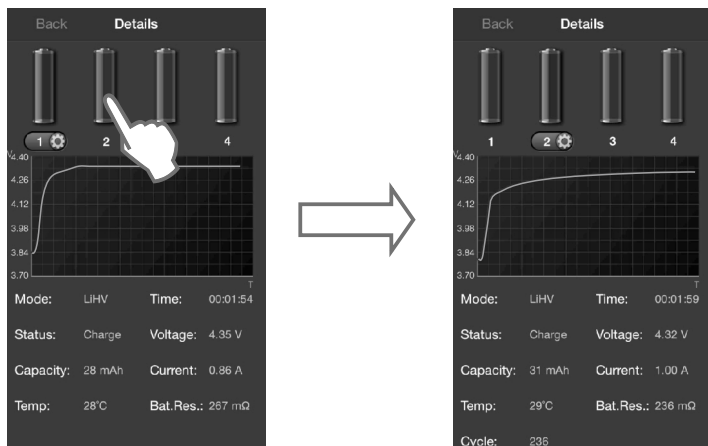 Back Details
1 2 4
V
4.40
4.26
4.12
3.98
3.84
3.70
T
Mode: LiHV Time: 00:01:54
Status: Charge Voltage: 4.35 V
Capacity: 28 mAh Current: 0.86 A
Temp: 28°C Bat.Res.: 267 mΩ
Back Details
1 2 3 4
V
4.40
4.26
4.12
3.98
3.84
3.70
T
Mode: LiHV Time: 00:01:59
Status: Charge Voltage: 4.32 V
Capacity: 31 mAh Current: 1.00 A
Temp: 29°C Bat.Res.: 236 mΩ
Cycle: 236